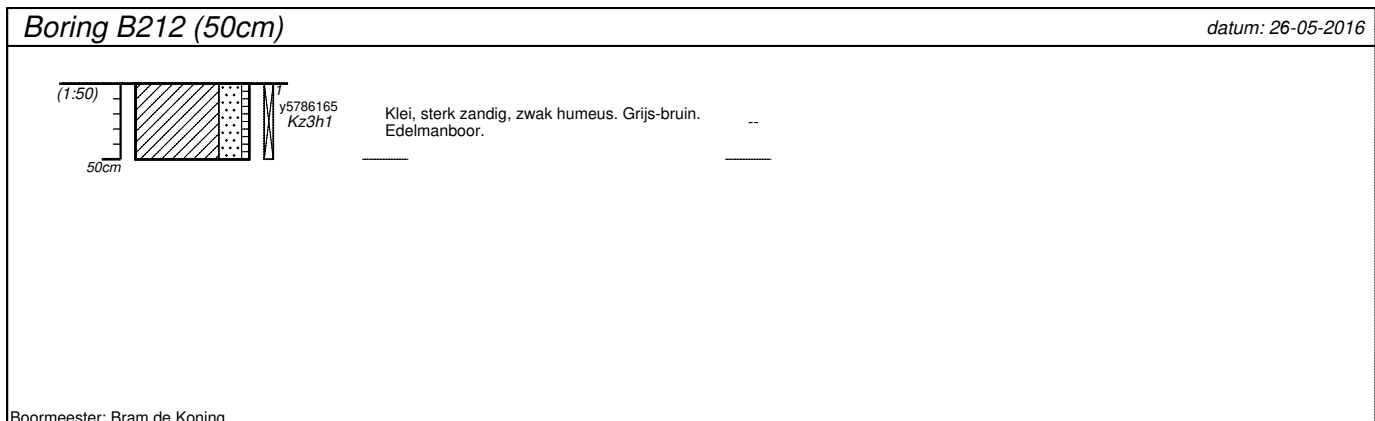 Boring B212 (50cm)
datum: 26-05-2016
(1:50)
1
y5786165
Kz3h1
Klei, sterk zandig, zwak humeus. Grijs-bruin.
Edelmanboor.
--
50cm
Boormeester: Bram de Koning